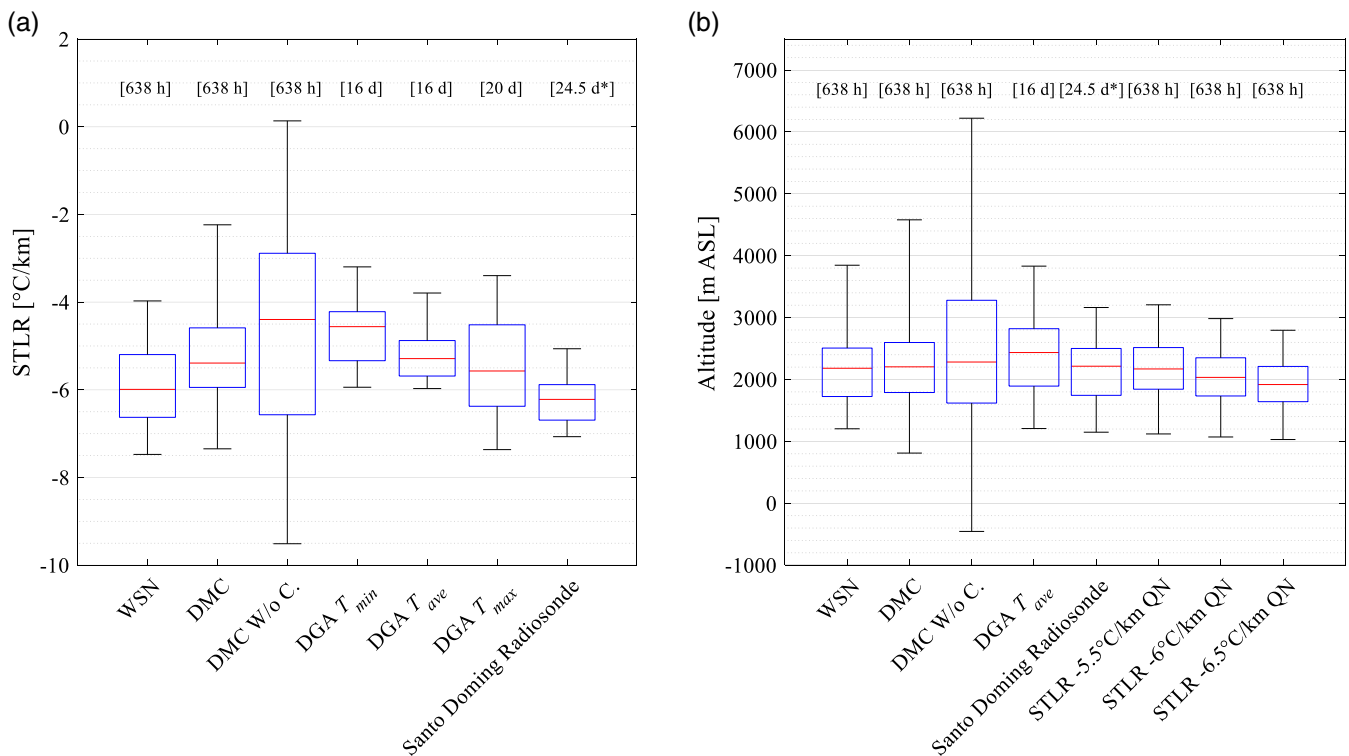 (a)
STLR [°C/km]
2
0
-2
-4
-6
-8
-10
[638 h] [638 h] [638 h] [16 d] [16 d] [20 d] [24.5 d*]
WSN
DMC
DMC W/o C.
DGA T min
DGA T ave
DGA T max
Santo Doming Radiosonde
(b)
Altitude [m ASL]
7000
6000
5000
4000
3000
2000
1000
0
-1000
[638 h] [638 h] [638 h] [16 d] [24.5 d*] [638 h] [638 h] [638 h]
WSN
DMC
DMC W/o C.
DGA T ave
Santo Doming Radiosonde
STLR -5.5°C/km QN
STLR -6°C/km QN
STLR -6.5°C/km QN